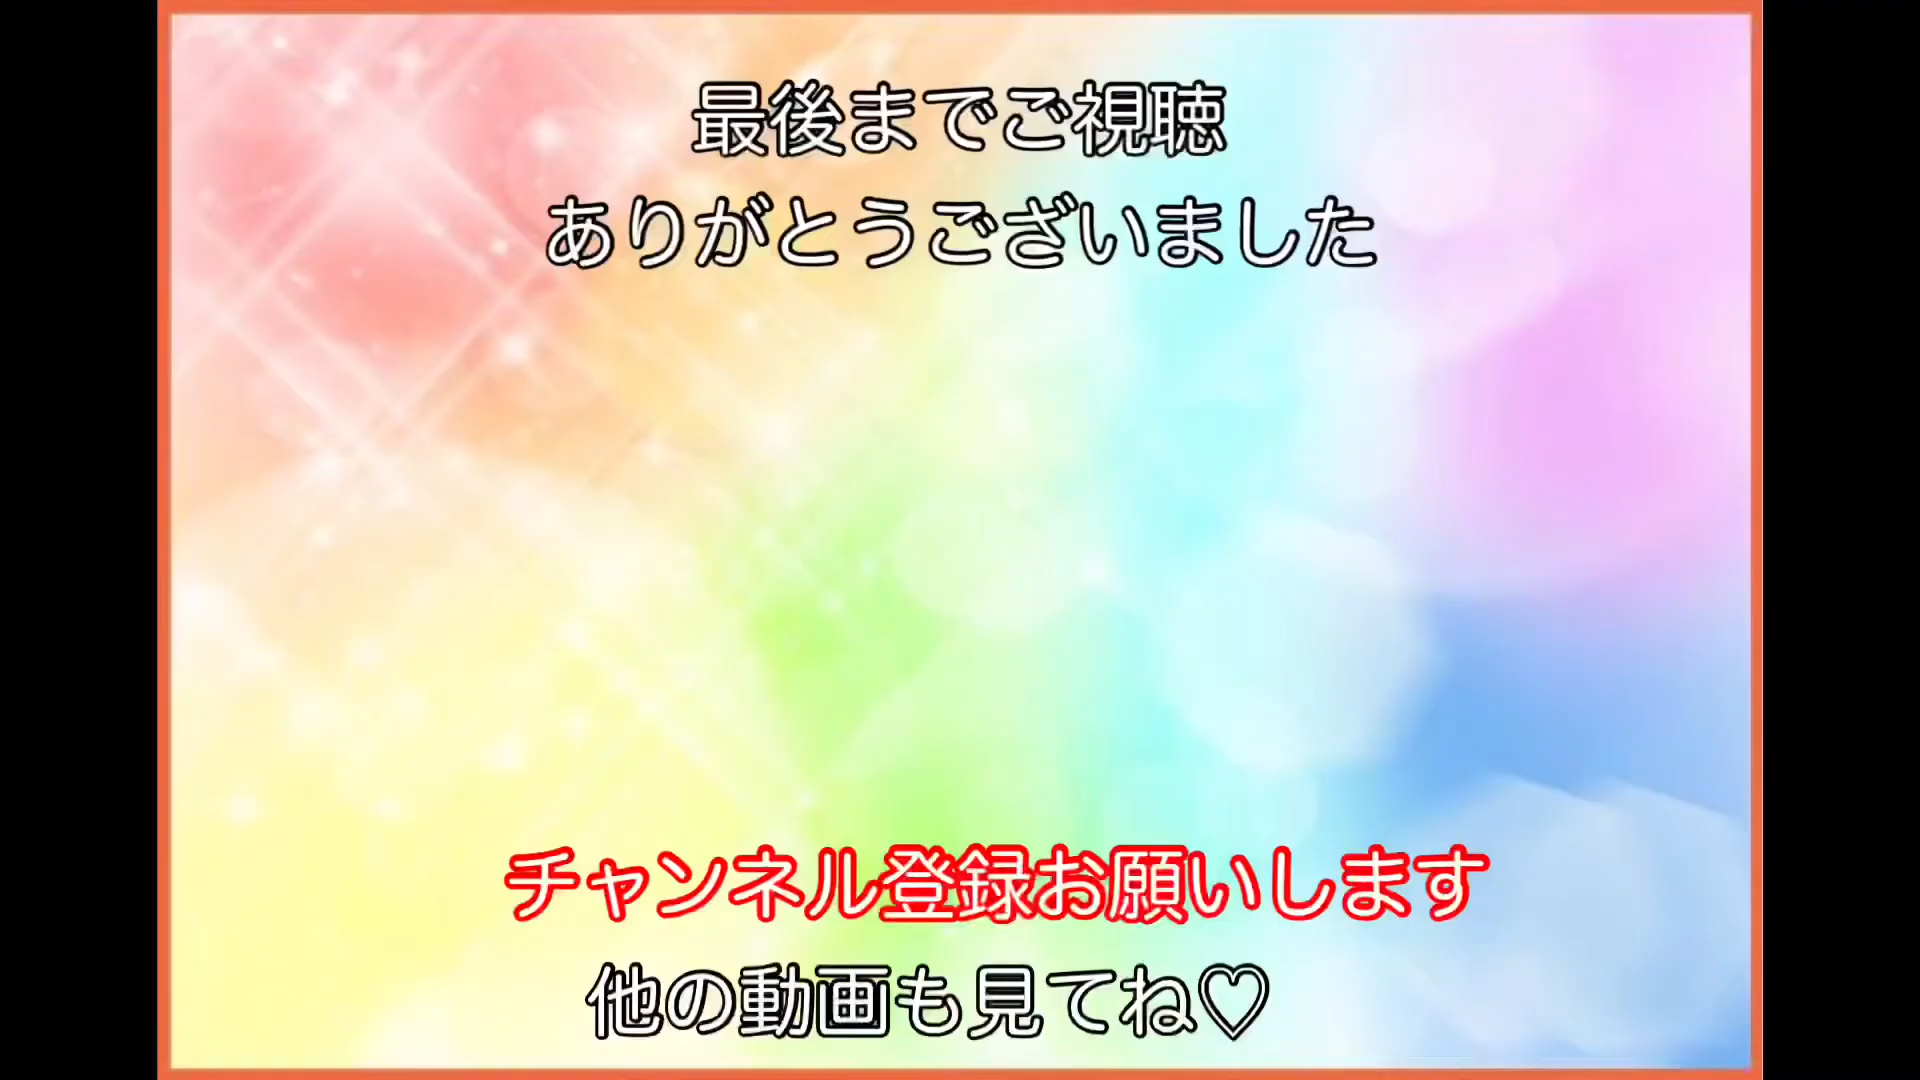 最後までご視聴
ありがとうございました
チャンネル登録お願いします
他の動画も見てね♡